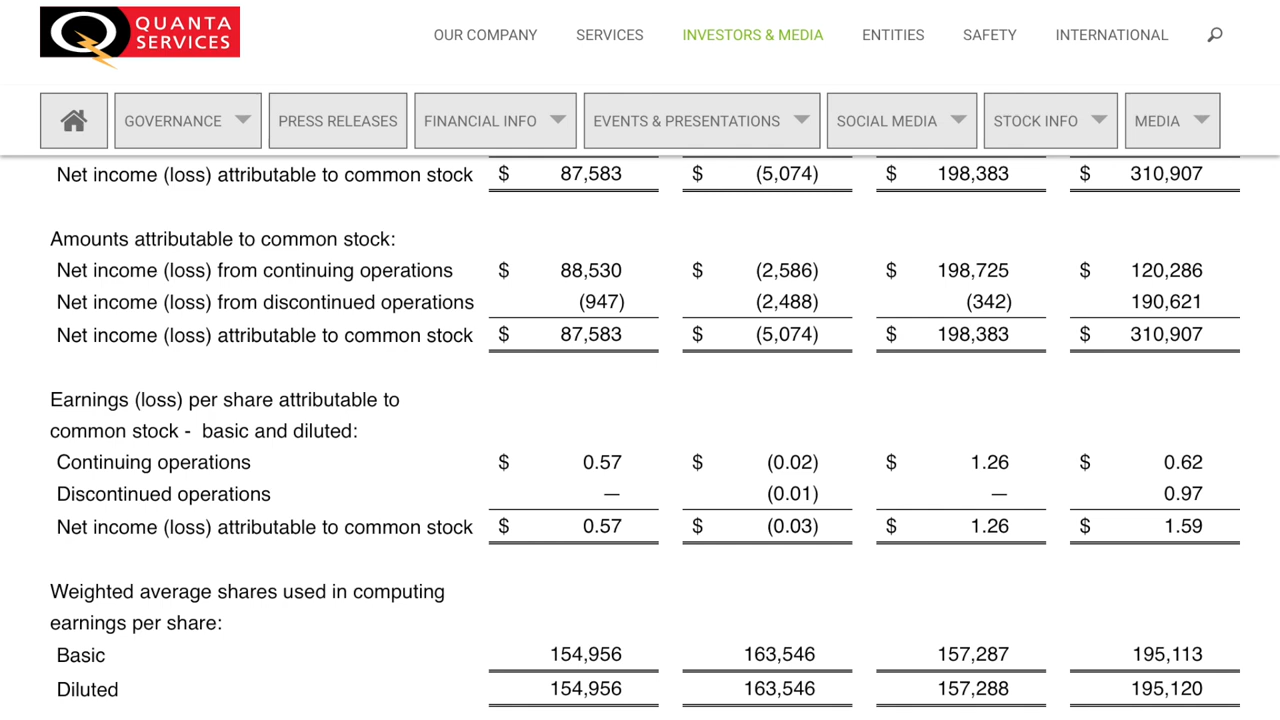 QUANTA
SERVICES
OUR COMPANY SERVICES INVESTORS & MEDIA ENTITIES SAFETY INTERNATIONAL
GOVERNANCE PRESS RELEASES FINANCIAL INFO EVENTS & PRESENTATIONS SOCIAL MEDIA STOCK INFO MEDIA
Net income (loss) attributable to common stock $ 87,583 $ (5,074) $ 198,383 $ 310,907
Amounts attributable to common stock:
Net income (loss) from continuing operations $ 88,530 $ (2,586) $ 198,725 $ 120,286
Net income (loss) from discontinued operations (947) (2,488) (342) 190,621
Net income (loss) attributable to common stock $ 87,583 $ (5,074) $ 198,383 $ 310,907
Earnings (loss) per share attributable to
common stock - basic and diluted:
Continuing operations $ 0.57 $ (0.02) $ 1.26 $ 0.62
Discontinued operations — (0.01) — 0.97
Net income (loss) attributable to common stock $ 0.57 $ (0.03) $ 1.26 $ 1.59
Weighted average shares used in computing
earnings per share:
Basic 154,956 163,546 157,287 195,113
Diluted 154,956 163,546 157,288 195,120